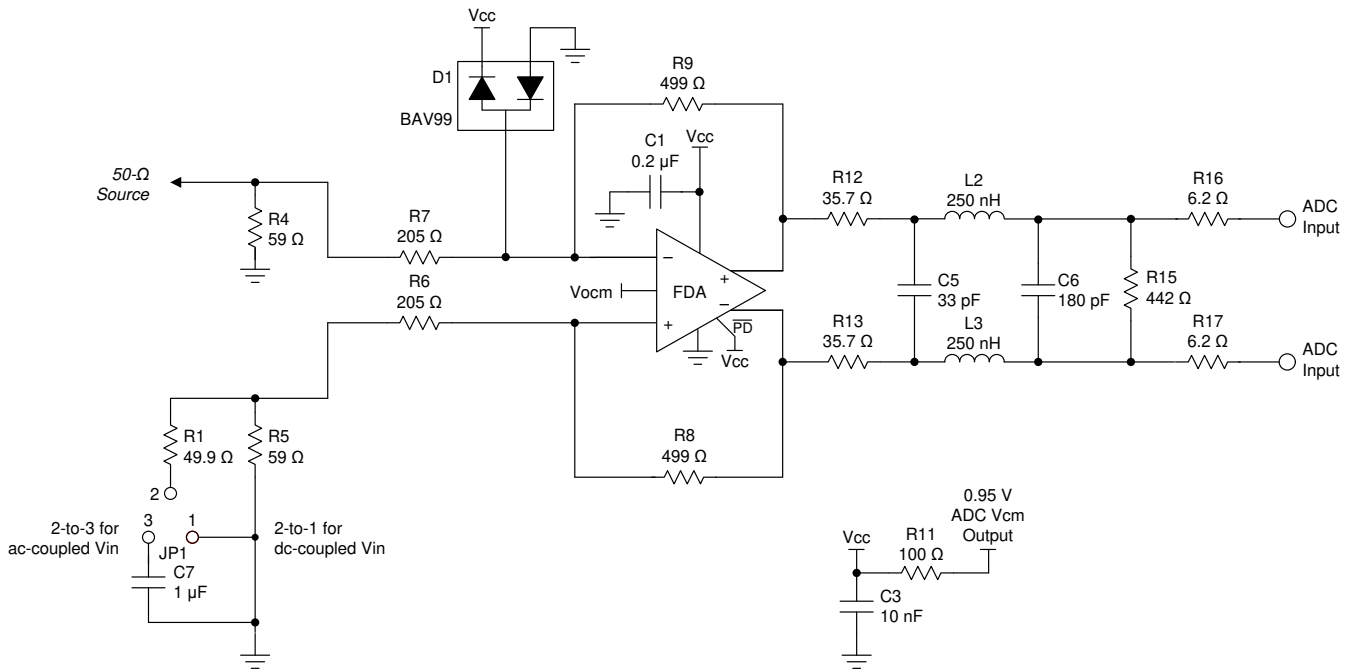 Vcc
D1
BAV99
R9
499 Ω
C1
0.2 µF
Vcc
50-Ω
Source
R4
59 Ω
R7
205 Ω
R6
205 Ω
Vocm
−
+
FDA
+
−
PD
Vcc
R12
35.7 Ω
L2
250 nH
R16
6.2 Ω
ADC
Input
C5
33 pF
C6
180 pF
R15
442 Ω
R13
35.7 Ω
L3
250 nH
R17
6.2 Ω
ADC
Input
R1
49.9 Ω
R5
59 Ω
R8
499 Ω
2
3
1
2-to-3 for
ac-coupled Vin
JP1
2-to-1 for
dc-coupled Vin
C7
1 µF
0.95 V
ADC Vcm
Output
Vcc
R11
100 Ω
C3
10 nF